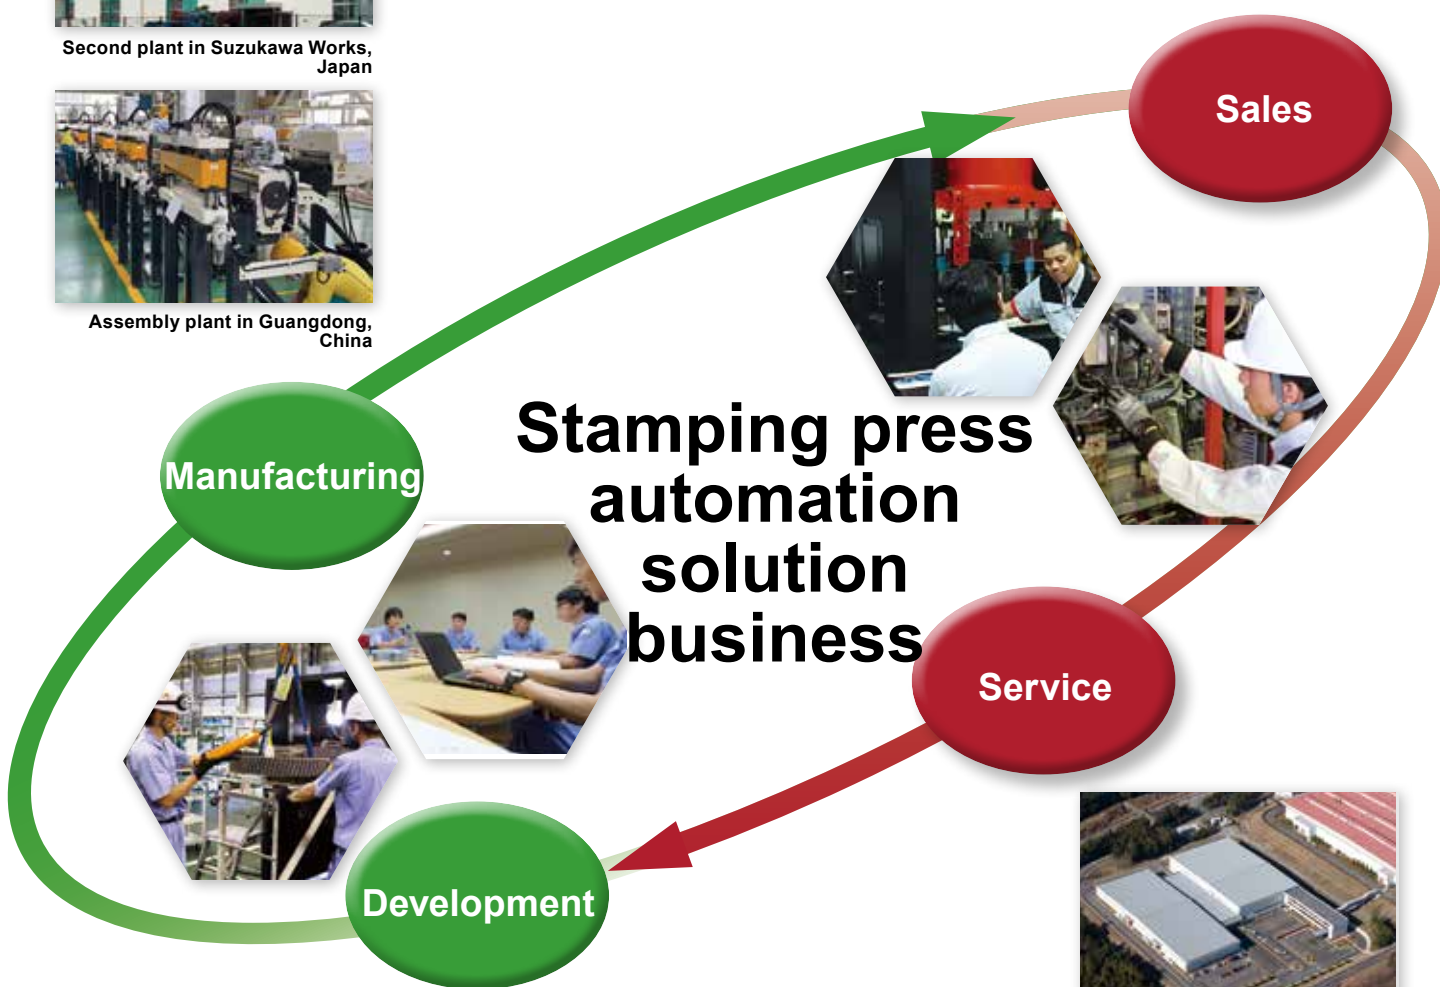 Second plant in Suzukawa Works,
Japan
Assembly plant in Guangdong,
China
Sales
Manufacturing
Stamping press
automation
solution
business
Service
Development